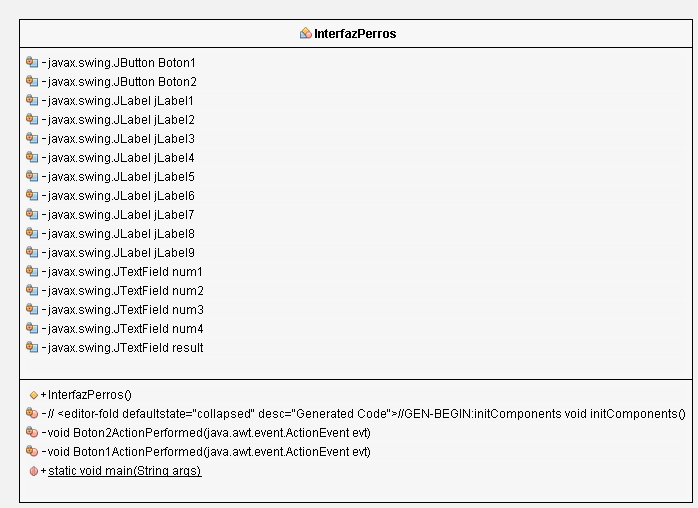 InterfazPerros
-javax.swing.JButton Boton1
-javax.swing.JButton Boton2
-javax.swing.JLabel jLabel1
-javax.swing.JLabel jLabel2
-javax.swing.JLabel jLabel3
-javax.swing.JLabel jLabel4
-javax.swing.JLabel jLabel5
-javax.swing.JLabel jLabel6
-javax.swing.JLabel jLabel7
-javax.swing.JLabel jLabel8
-javax.swing.JLabel jLabel9
-javax.swing.JTextField num1
-javax.swing.JTextField num2
-javax.swing.JTextField num3
-javax.swing.JTextField num4
-javax.swing.JTextField result
+InterfazPerros()
-// <editor-fold defaultstate="collapsed" desc="Generated Code">//GEN-BEGIN:initComponents void initComponents()
-void Boton2ActionPerformed(java.awt.event.ActionEvent evt)
-void Boton1ActionPerformed(java.awt.event.ActionEvent evt)
+static void main(String args)